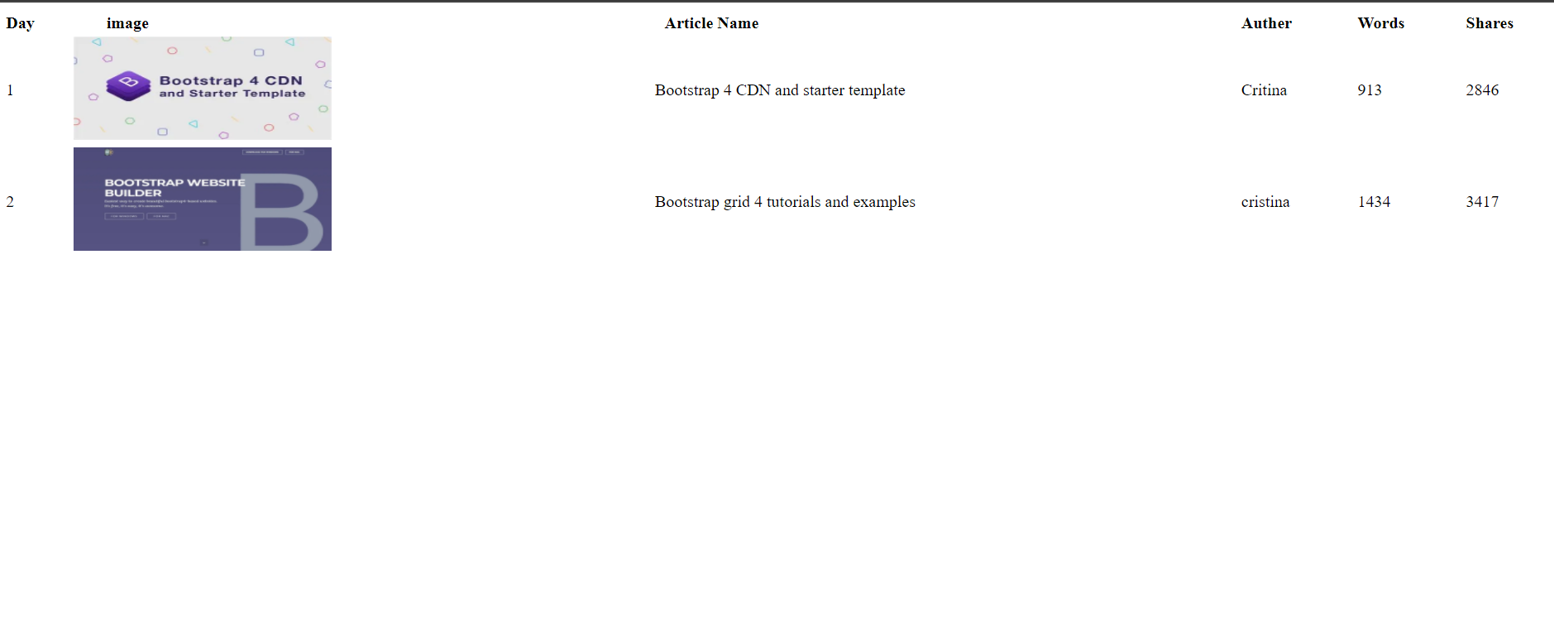 Day image Article Name Auther Words Shares
Bootstrap 4 CDN
and Starter Template
1 Bootstrap 4 CDN and starter template Critina 913 2846
BOOTSTRAP WEBSITE
BUILDER
2 Bootstrap grid 4 tutorials and examples cristina 1434 3417